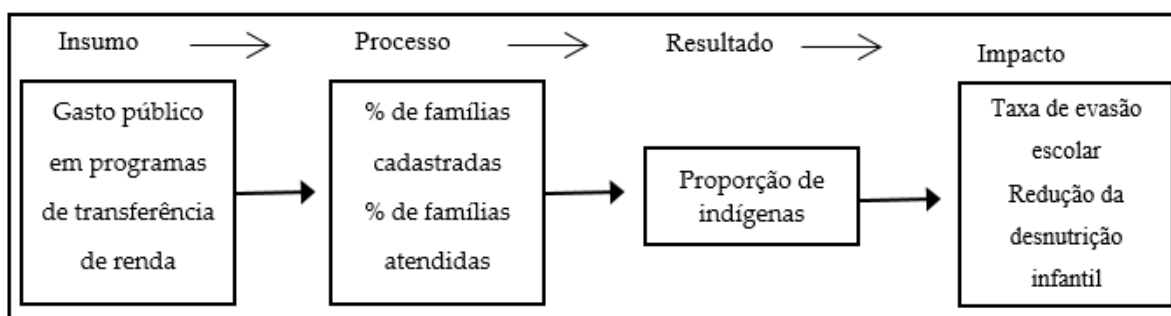 Insumo
Processo
Resultado
Impacto
Gasto público
em programas
de transferência
de renda
% de famílias
cadastradas
% de famílias
atendidas
Proporção de
indígenas
Taxa de evasão
escolar
Redução da
desnutrição
infantil